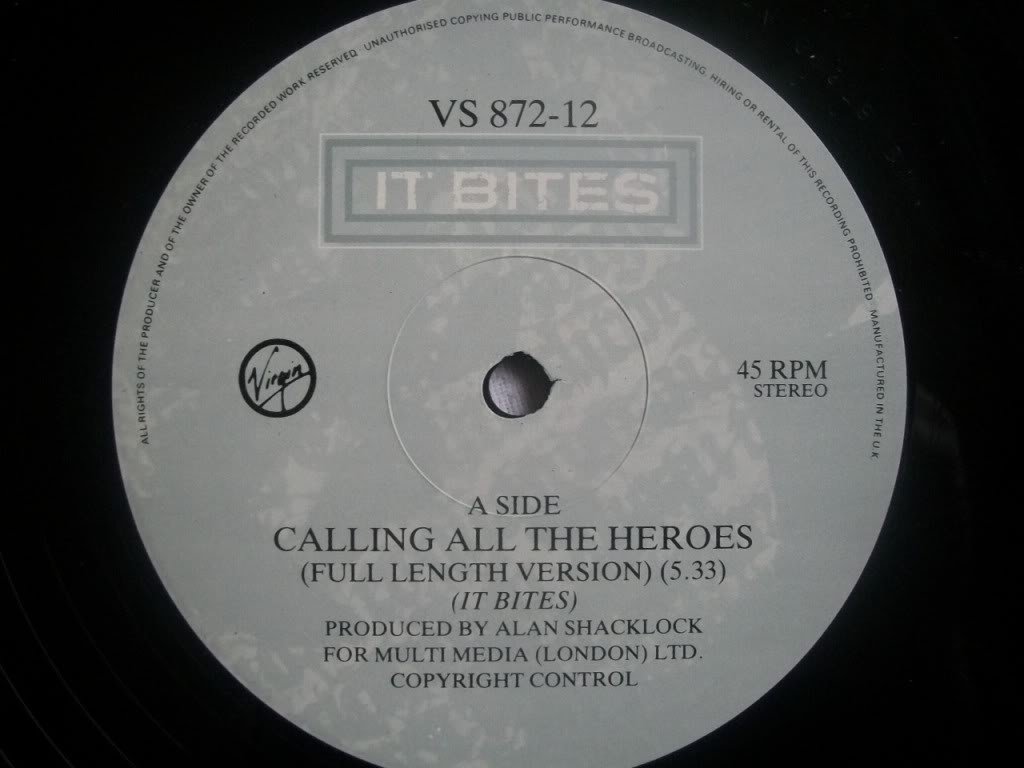 ALL RIGHTS OF THE PRODUCER AND OF THE OWNER OF THE RECORDED WORK RESERVED · UNAUTHORISED COPYING PUBLIC PERFORMANCE BROADCASTING, HIRING OR RENTAL OF THIS RECORDING PROHIBITED · MANUFACTURED IN THE U.K
VS 872-12
IT BITES
Virgin
45 RPM
STEREO
A SIDE
CALLING ALL THE HEROES
(FULL LENGTH VERSION) (5.33)
(IT BITES)
PRODUCED BY ALAN SHACKLOCK
FOR MULTI MEDIA (LONDON) LTD.
COPYRIGHT CONTROL